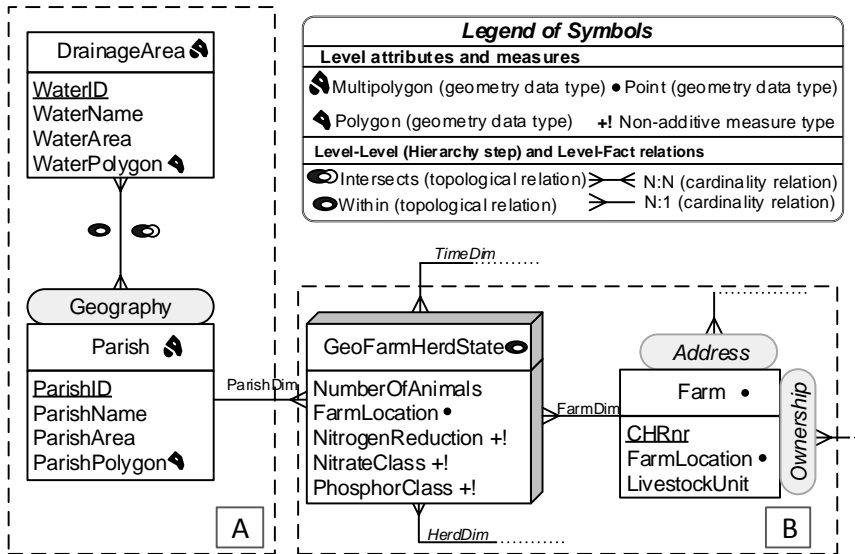 DrainageArea
WaterID
WaterName
WaterArea
WaterPolygon
Geography
Parish
ParishID
ParishName
ParishArea
ParishPolygon
A
Legend of Symbols
Level attributes and measures
Multipolygon (geometry data type) Point (geometry data type)
Polygon (geometry data type) +! Non-additive measure type
Level-Level (Hierarchy step) and Level-Fact relations
Intersects (topological relation) N:N (cardinality relation)
Within (topological relation) N:1 (cardinality relation)
TimeDim
ParishDim
GeoFarmHerdState
NumberOfAnimals
FarmLocation
NitrogenReduction +!
NitrateClass +!
PhosphorClass +!
HerdDim
FarmDim
Address
Farm
CHRnr
FarmLocation
LivestockUnit
Ownership
B